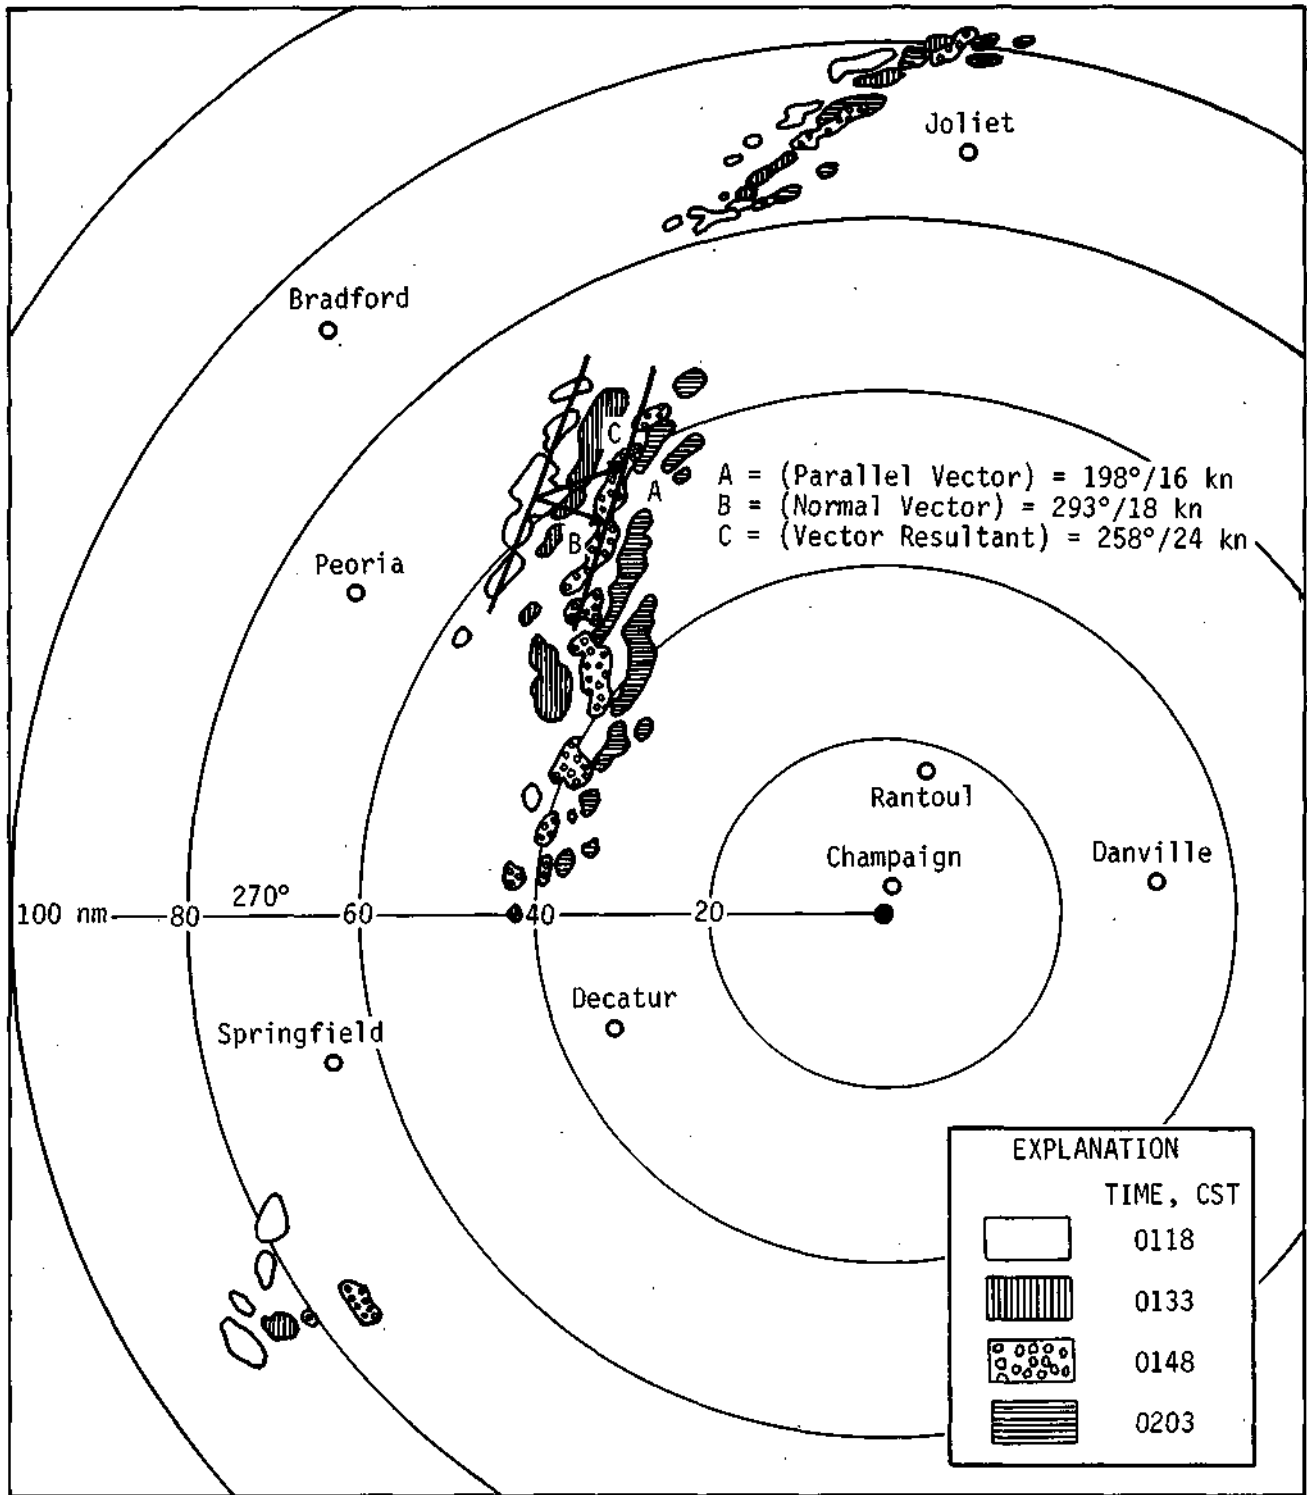 Joliet
Bradford
C
A
A = (Parallel Vector) = 198°/16 kn
B = (Normal Vector) = 293°/18 kn
C = (Vector Resultant) = 258°/24 kn
B
Peoria
Rantoul
Champaign
Danville
270°
100 nm 80 60 40 20
Decatur
Springfield
EXPLANATION
TIME, CST
0118
0133
0148
0203